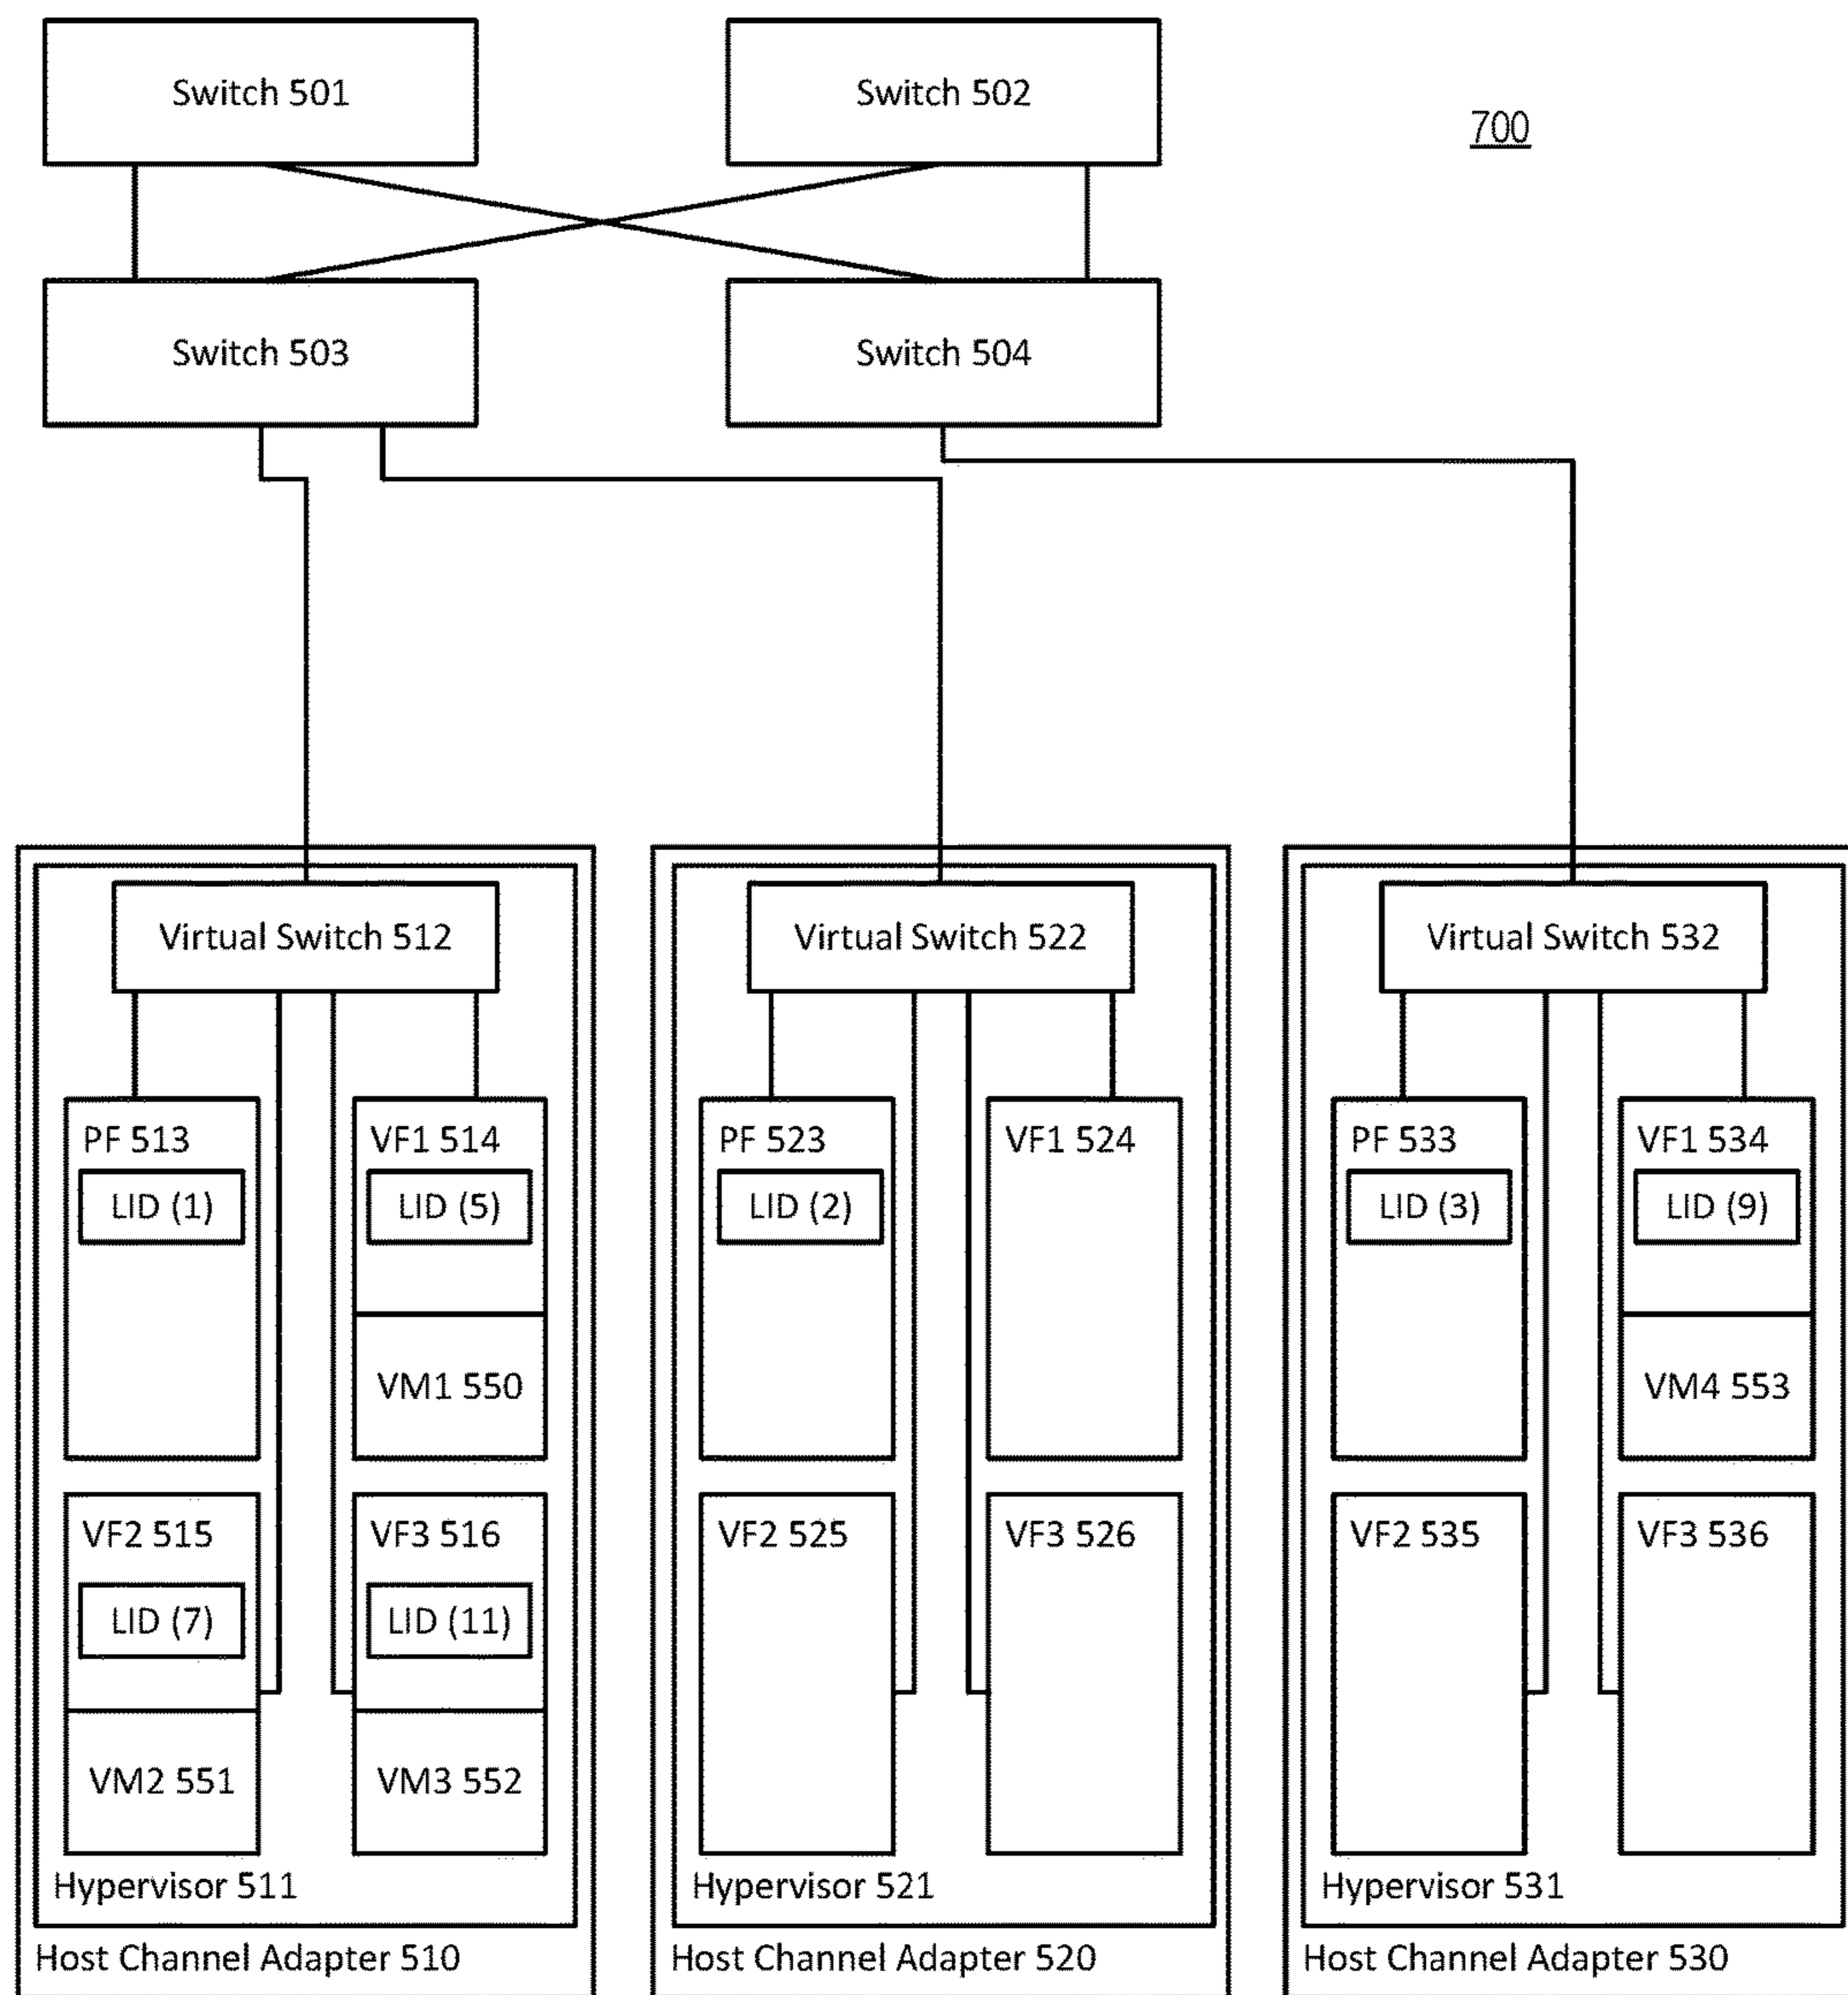 Switch 501
Switch 502
700
Switch 503
Switch 504
Virtual Switch 512
Virtual Switch 522
Virtual Switch 532
PF 513
LID (1)
VF1 514
LID (5)
VM1 550
PF 523
LID (2)
VF1 524
PF 533
LID (3)
VF1 534
LID (9)
VM4 553
VF2 515
LID (7)
VM2 551
VF3 516
LID (11)
VM3 552
VF2 525
VF3 526
VF2 535
VF3 536
Hypervisor 511
Hypervisor 521
Hypervisor 531
Host Channel Adapter 510
Host Channel Adapter 520
Host Channel Adapter 530